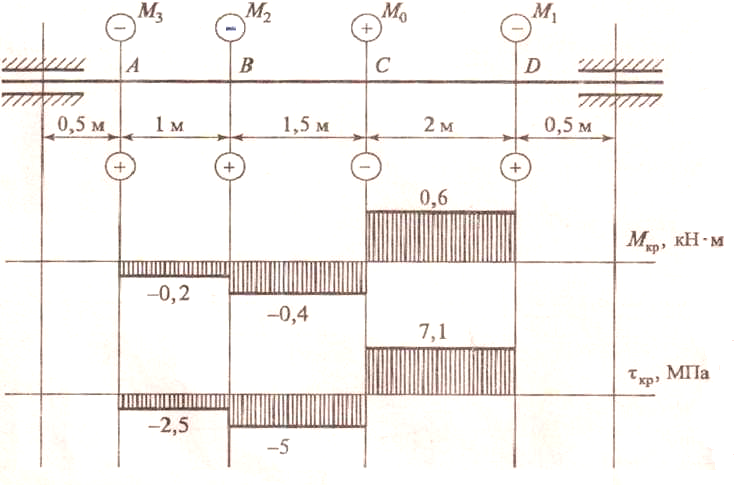 M₃ M₂ M₀ M₁
− − + −
A B C D
0,5 м 1 м 1,5 м 2 м 0,5 м
+ + − +
0,6
Mкр, кН·м
−0,2
−0,4
7,1
τкр, МПа
−2,5
−5